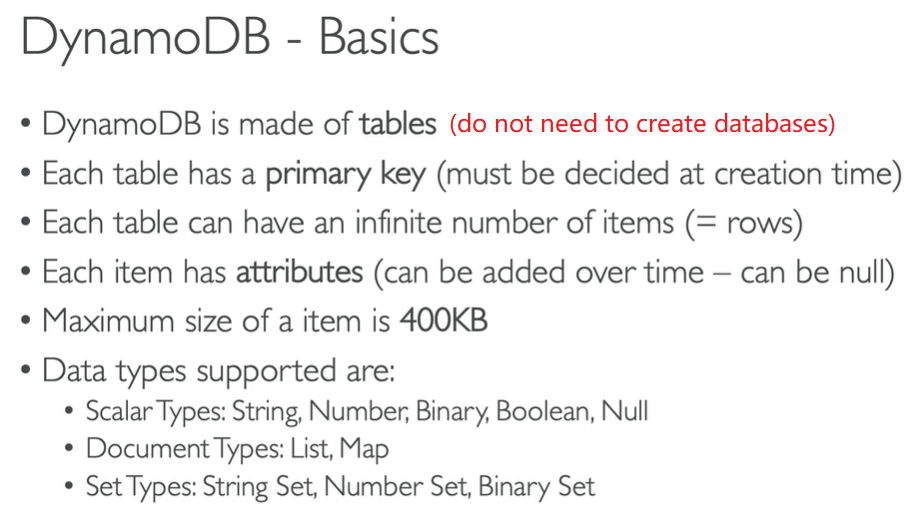 DynamoDB - Basics
• DynamoDB is made of tables (do not need to create databases)
• Each table has a primary key (must be decided at creation time)
• Each table can have an infinite number of items (= rows)
• Each item has attributes (can be added over time – can be null)
• Maximum size of a item is 400KB
• Data types supported are:
• Scalar Types: String, Number, Binary, Boolean, Null
• Document Types: List, Map
• Set Types: String Set, Number Set, Binary Set